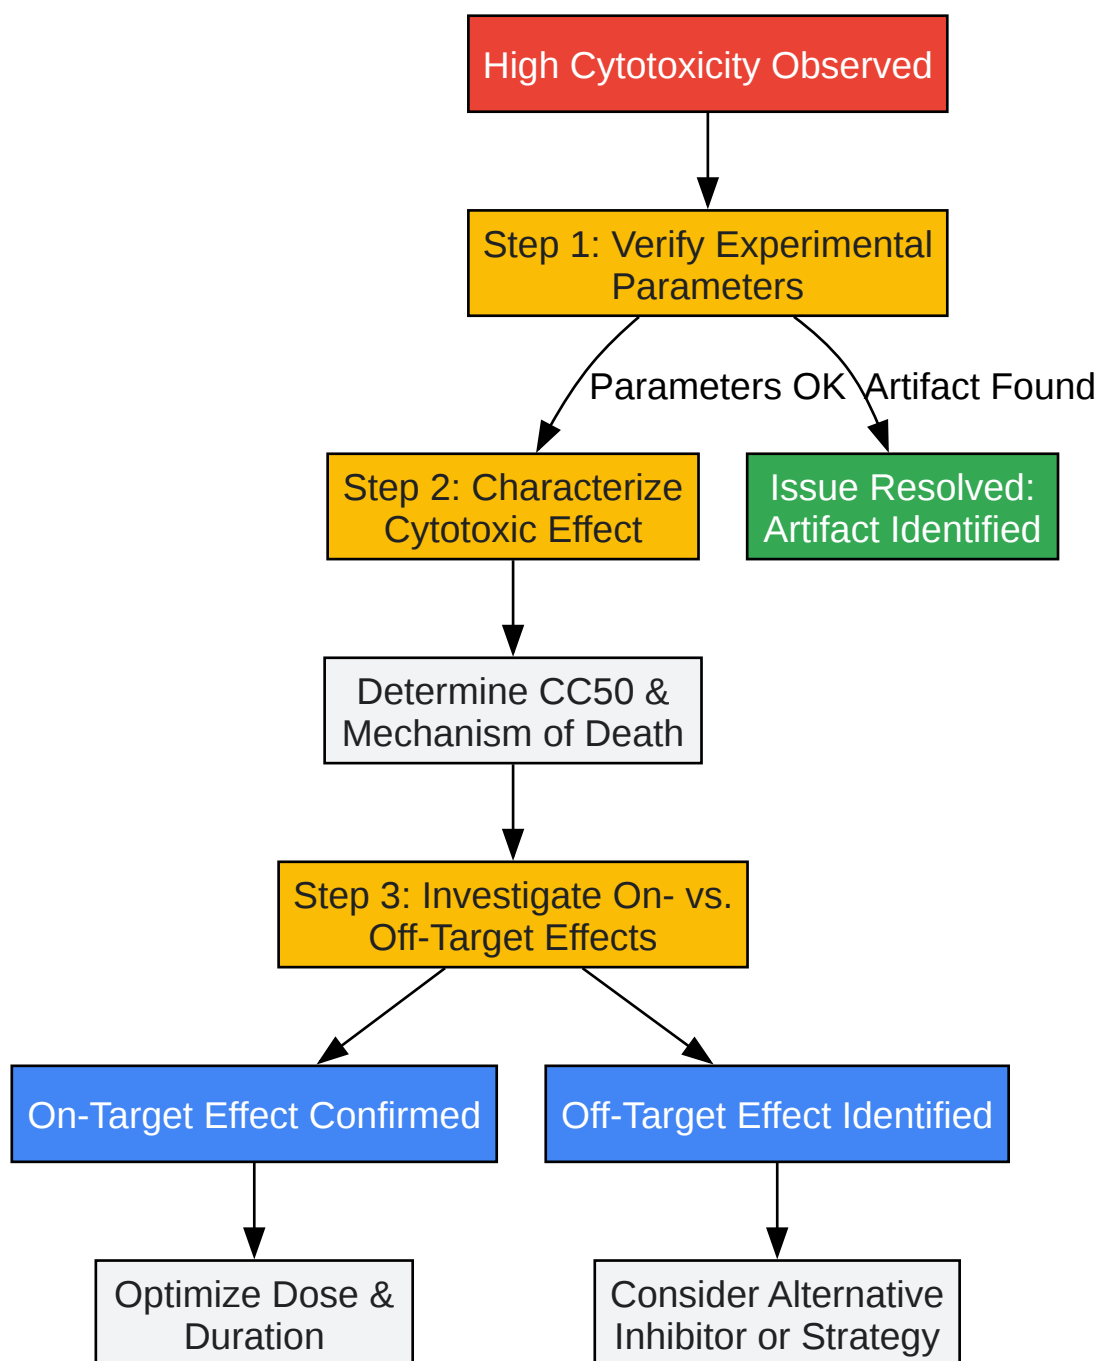 High Cytotoxicity Observed
Step 1: Verify Experimental
Parameters
Parameters OK
Artifact Found
Step 2: Characterize
Cytotoxic Effect
Issue Resolved:
Artifact Identified
Determine CC50 &
Mechanism of Death
Step 3: Investigate On- vs.
Off-Target Effects
On-Target Effect Confirmed
Off-Target Effect Identified
Optimize Dose &
Duration
Consider Alternative
Inhibitor or Strategy